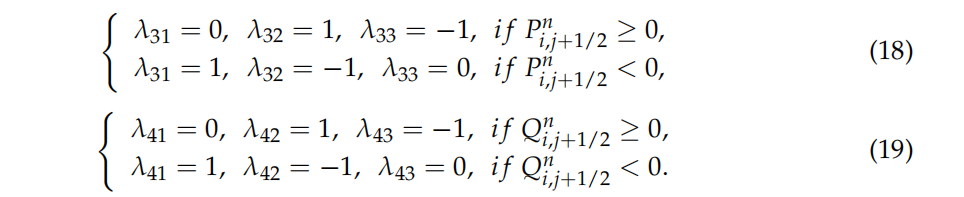 λ31 = 0, λ32 = 1, λ33 = −1, if P^n_{i,j+1/2} ≥ 0,
λ31 = 1, λ32 = −1, λ33 = 0, if P^n_{i,j+1/2} < 0,
(18)
λ41 = 0, λ42 = 1, λ43 = −1, if Q^n_{i,j+1/2} ≥ 0,
λ41 = 1, λ42 = −1, λ43 = 0, if Q^n_{i,j+1/2} < 0.
(19)